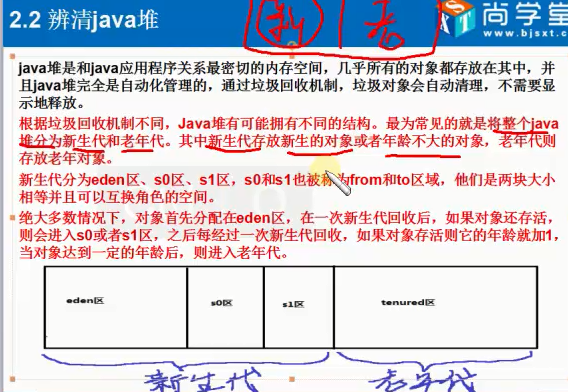 2.2 辨清java堆
新 老
尚学堂
www.bjsxt.com
java堆是和java应用程序关系最密切的内存空间，几乎所有的对象都存放在其中，并
且java堆完全是自动化管理的，通过垃圾回收机制，垃圾对象会自动清理，不需要显
示地释放。
根据垃圾回收机制不同，Java堆有可能拥有不同的结构。最为常见的就是将整个java
堆分为新生代和老年代。其中新生代存放新生的对象或者年龄不大的对象，老年代则
存放老年对象。
新生代分为eden区、s0区、s1区，s0和s1也被称为from和to区域，他们是两块大小
相等并且可以互换角色的空间。
绝大多数情况下，对象首先分配在eden区，在一次新生代回收后，如果对象还存活，
则会进入s0或者s1区，之后每经过一次新生代回收，如果对象存活则它的年龄就加1，
当对象达到一定的年龄后，则进入老年代。
eden区 s0区 s1区 tenured区
新生代 老年代